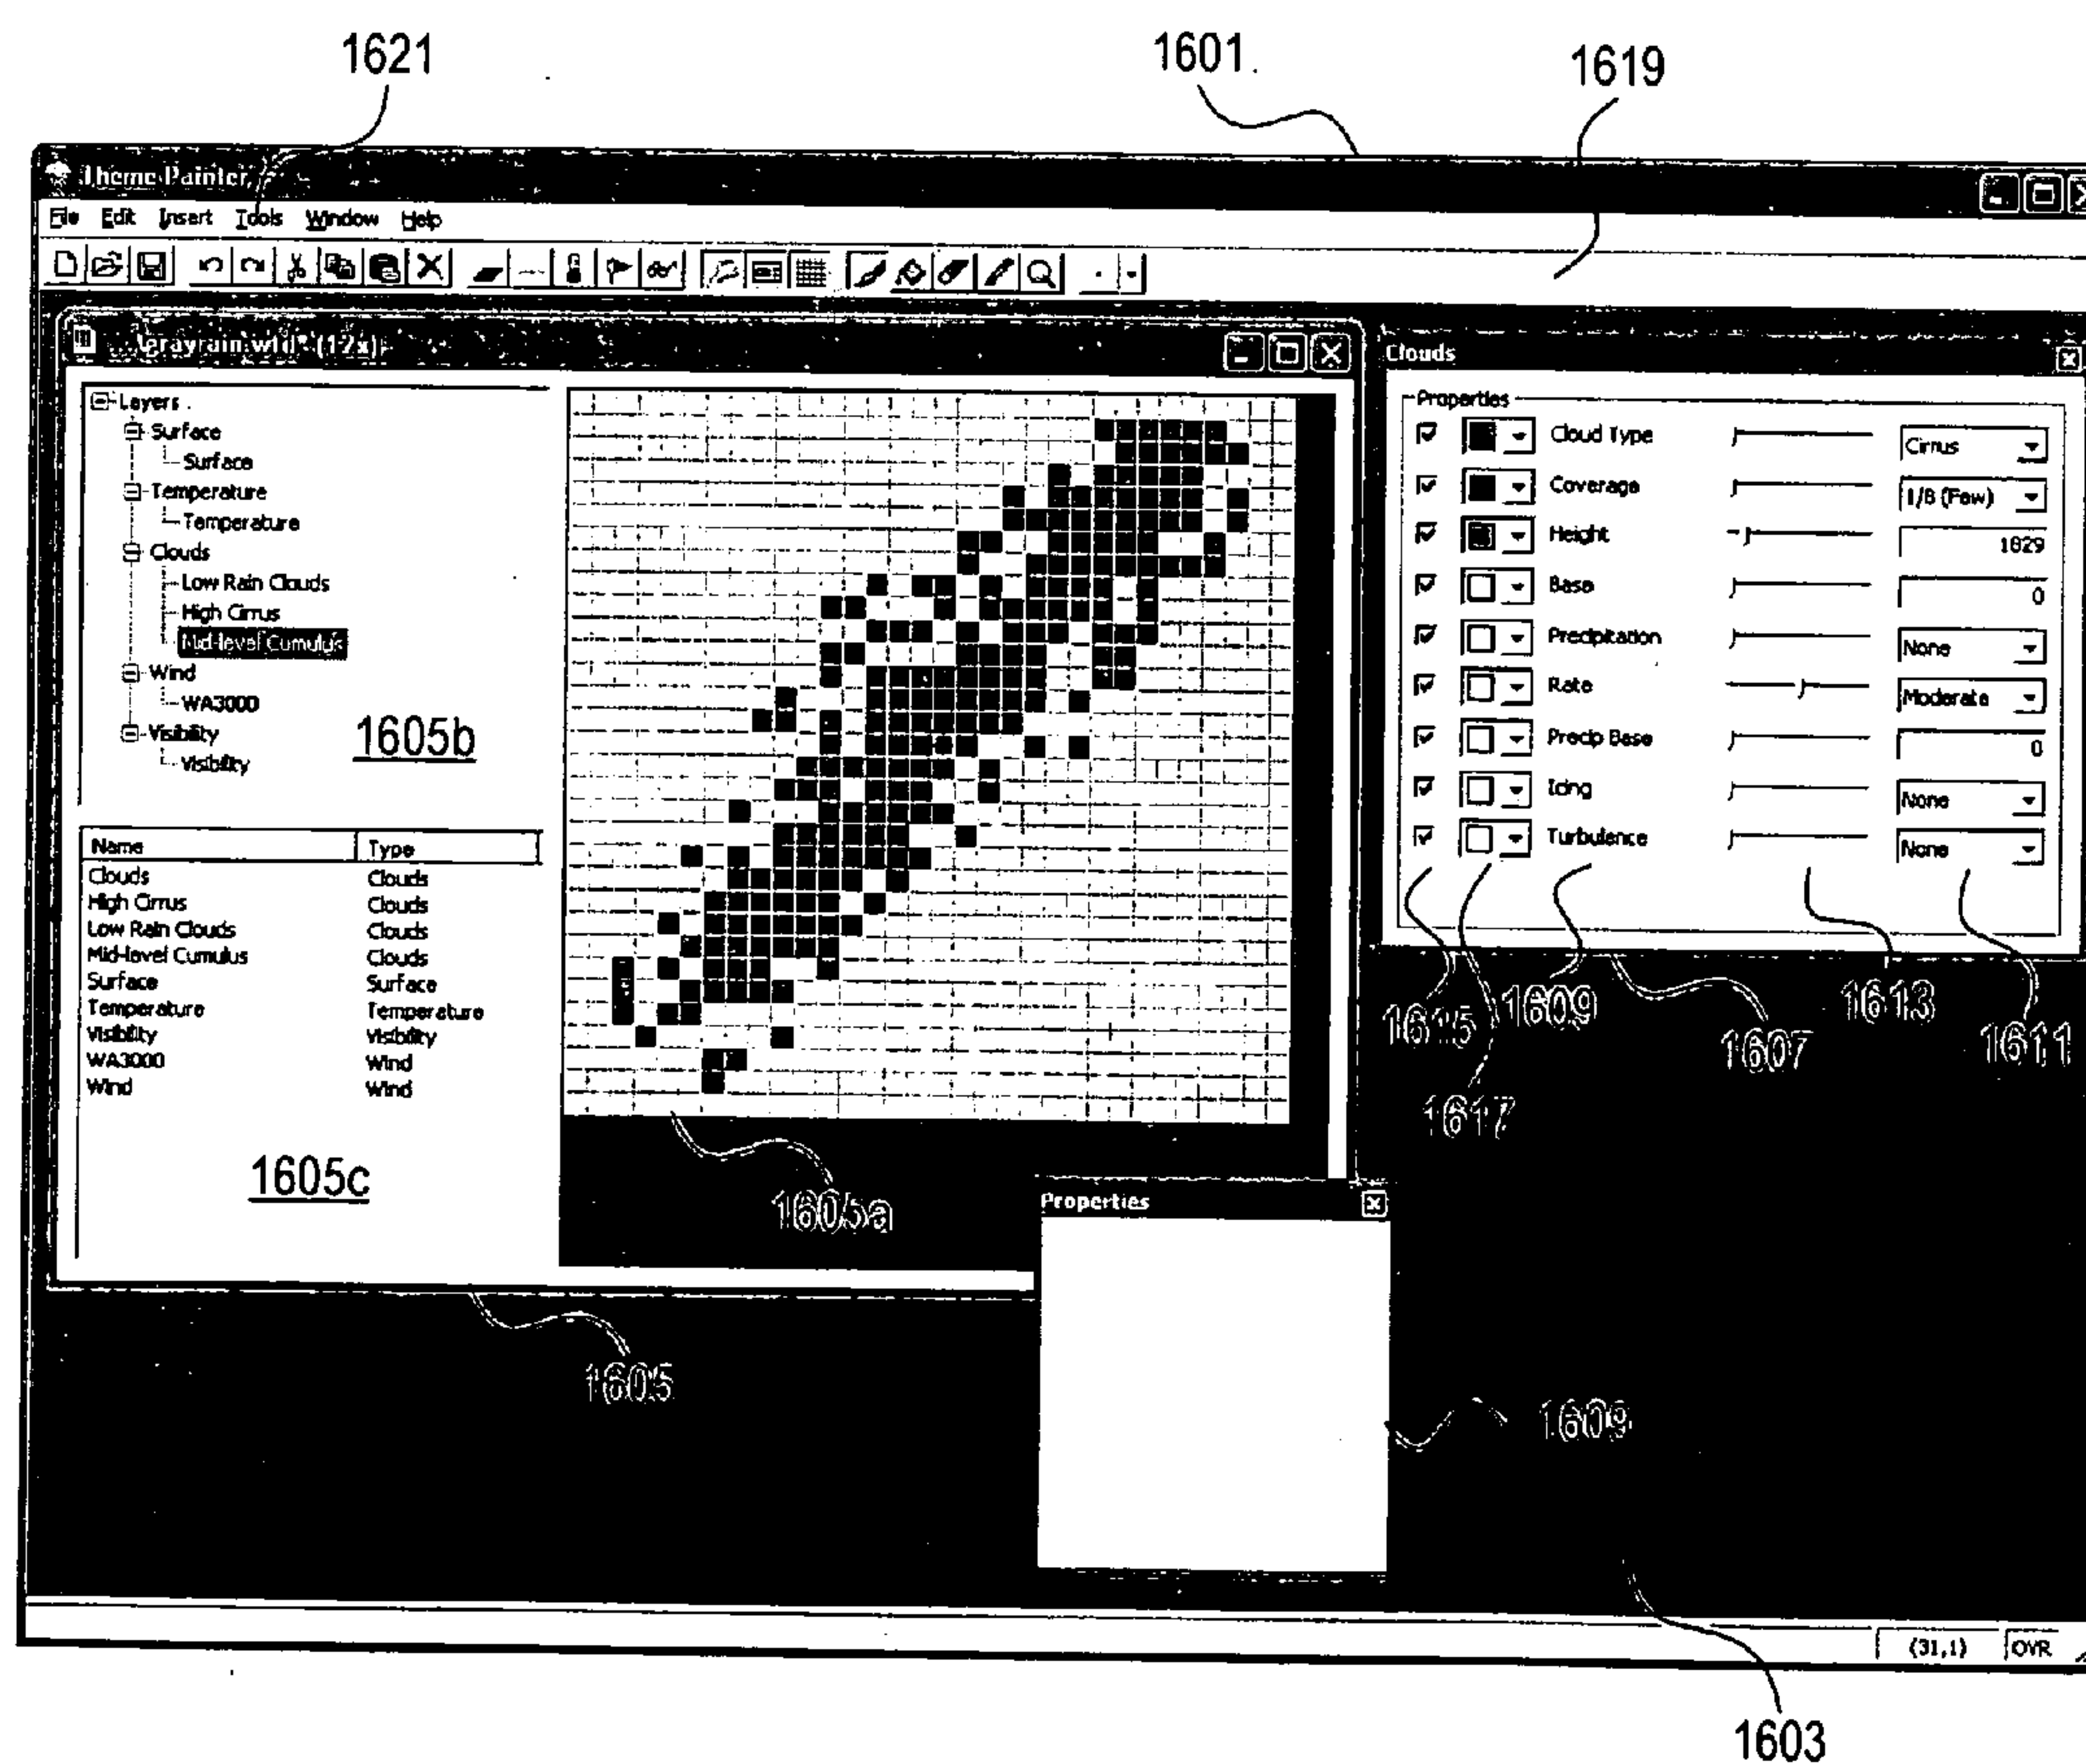 1621
1601
1619
Theme Painter
File Edit Insert Tools Window Help
grayrain.wtd* (12x)
Layers
Surface
Surface
Temperature
Temperature
Clouds
Low Rain Clouds
High Cirrus
Mid-level Cumulus
Wind
WA3000
Visibility
Visibility
1605b
Name Type
Clouds Clouds
High Cirrus Clouds
Low Rain Clouds Clouds
Mid-level Cumulus Clouds
Surface Surface
Temperature Temperature
Visibility Visibility
WA3000 Wind
Wind Wind
1605c
1605a
1605
Clouds
Properties
Cloud Type Cirrus
Coverage 1/8 (Few)
Height 1829
Base 0
Precipitation None
Rate Moderate
Precip Base 0
Icing None
Turbulence None
1615
1617
1609
1607
1613
1611
Properties
1609
(31,1) OVR
1603